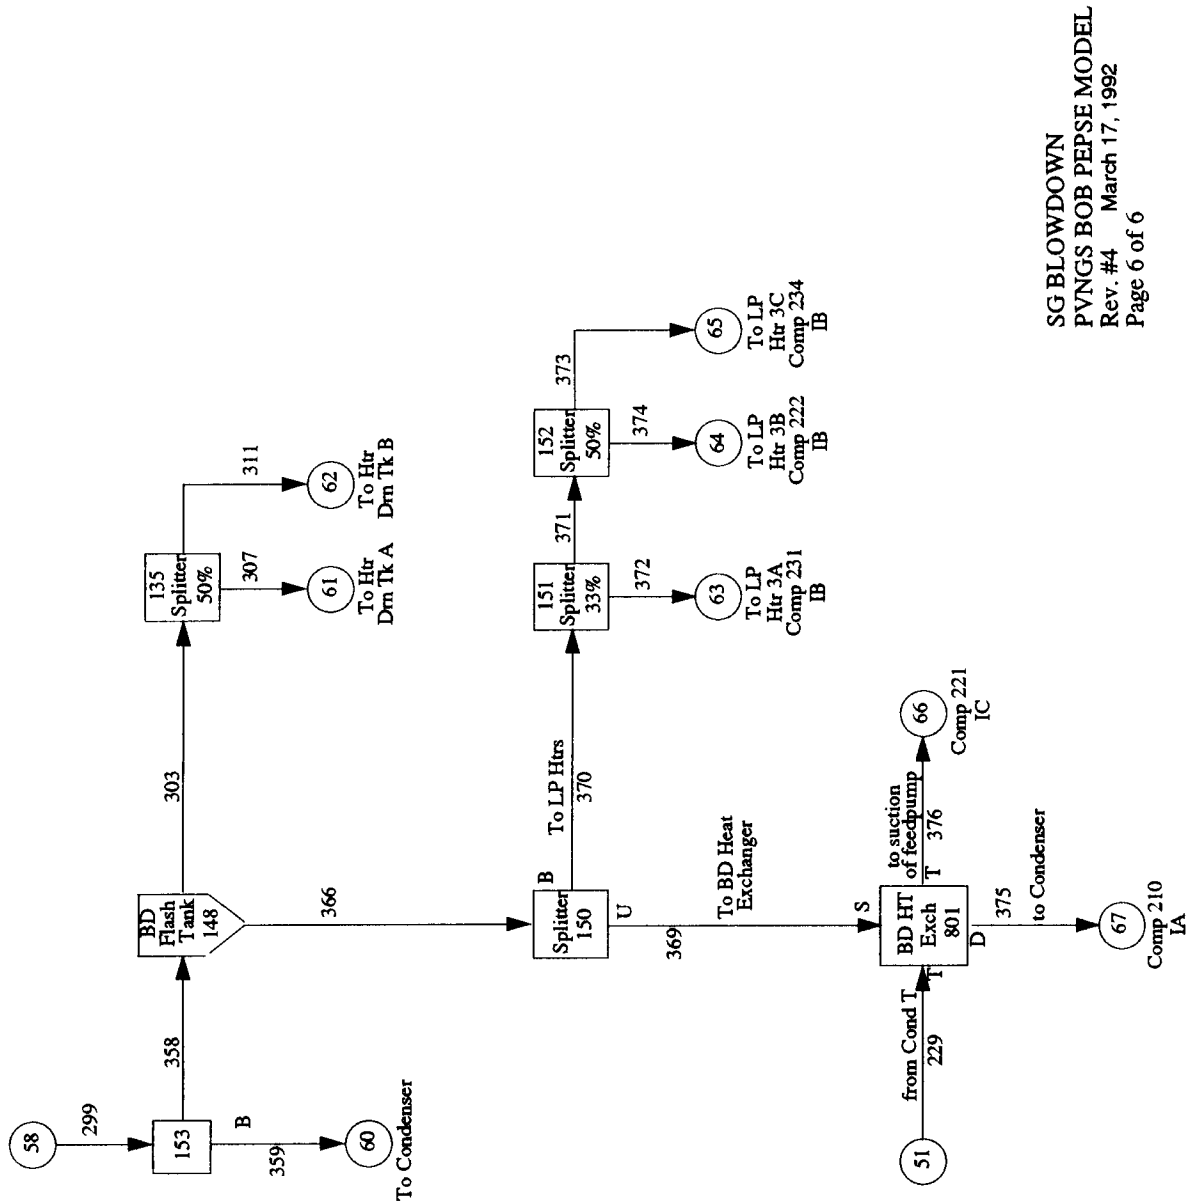 58
299
153
358
B
359
60
To Condenser
BD
Flash
Tank
148
303
135
Splitter
50%
307
61
To Htr
Drn Tk A
311
62
To Htr
Drn Tk B
366
Splitter
150
B
U
To LP Htrs
370
151
Splitter
33%
371
372
63
To LP
Htr 3A
Comp 231
IB
152
Splitter
50%
374
64
To LP
Htr 3B
Comp 222
IB
373
65
To LP
Htr 3C
Comp 234
IB
369
To BD Heat
Exchanger
S
BD HT
Exch
801
T
T
D
51
from Cond T
229
to suction
of feedpump
376
66
Comp 221
IC
375
to Condenser
67
Comp 210
IA
SG BLOWDOWN
PVNGS BOB PEPSE MODEL
Rev. #4 March 17, 1992
Page 6 of 6